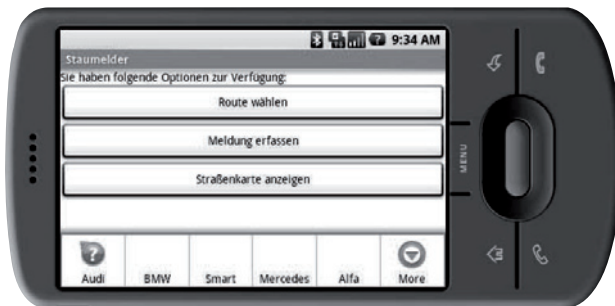 9:34 AM
Staumelder
Sie haben folgende Optionen zur Verfügung:
Route wählen
Meldung erfassen
Straßenkarte anzeigen
Audi BMW Smart Mercedes Alfa More
MENU